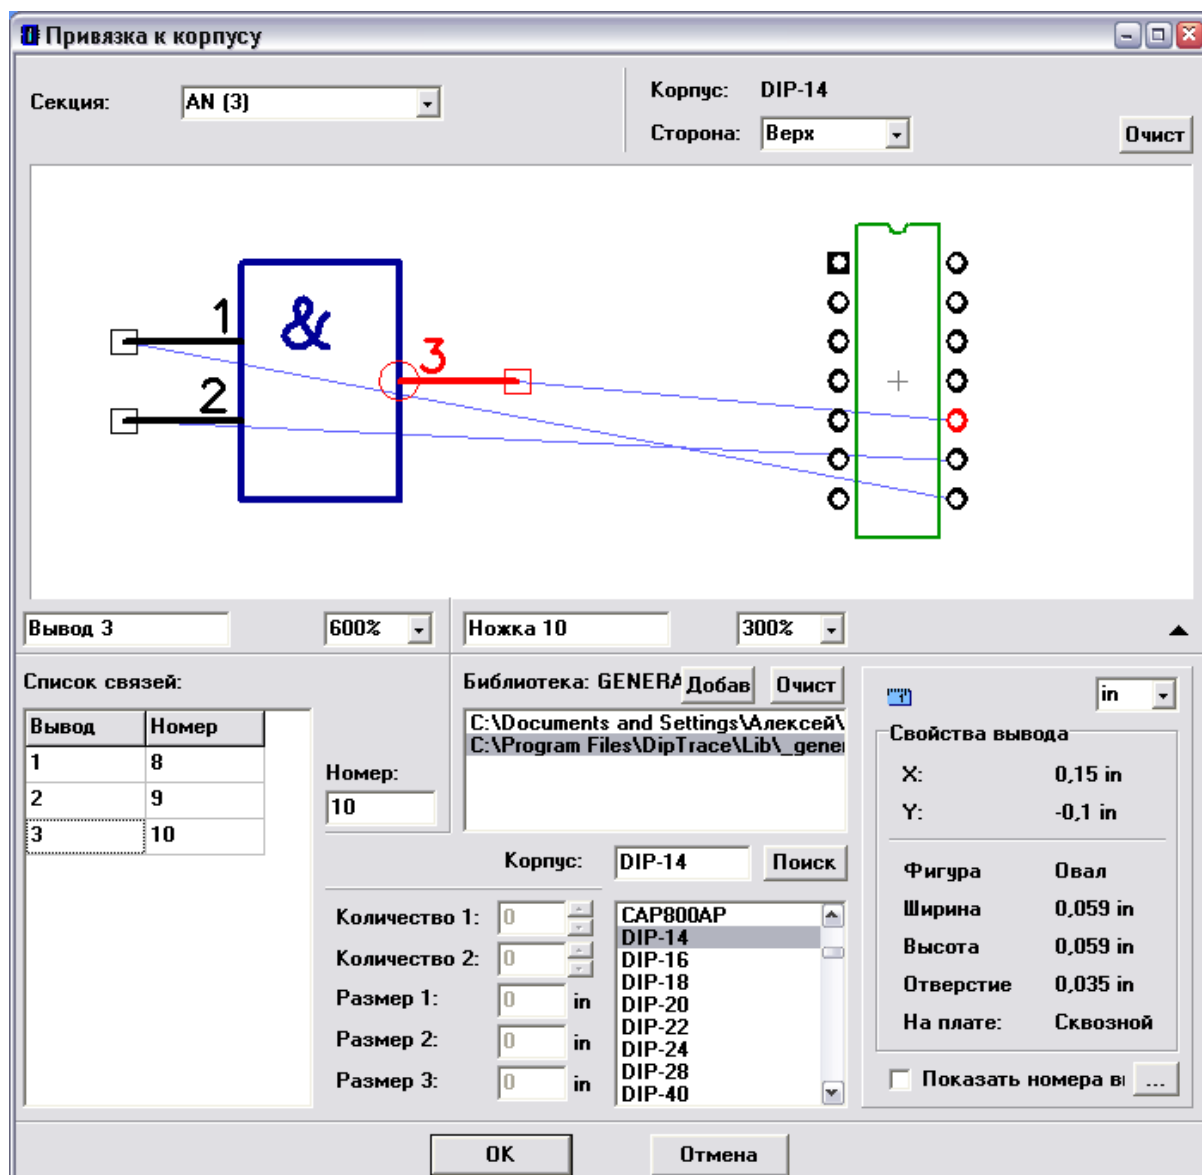 Привязка к корпусу
Секция: AN (3)
Корпус: DIP-14
Сторона: Верх Очист
&
1
2
3
Вывод 3 600% Ножка 10 300%
Список связей:
Вывод Номер
1 8
2 9
3 10
Номер:
10
Библиотека: GENERA Добав Очист
C:\Documents and Settings\Алексей\
C:\Program Files\DipTrace\Lib\_gene
Корпус: DIP-14 Поиск
Количество 1: 0
Количество 2: 0
Размер 1: 0 in
Размер 2: 0 in
Размер 3: 0 in
CAP800AP
DIP-14
DIP-16
DIP-18
DIP-20
DIP-22
DIP-24
DIP-28
DIP-40
in
Свойства вывода
X: 0,15 in
Y: -0,1 in
Фигура Овал
Ширина 0,059 in
Высота 0,059 in
Отверстие 0,035 in
На плате: Сквозной
Показать номера в ...
OK Отмена